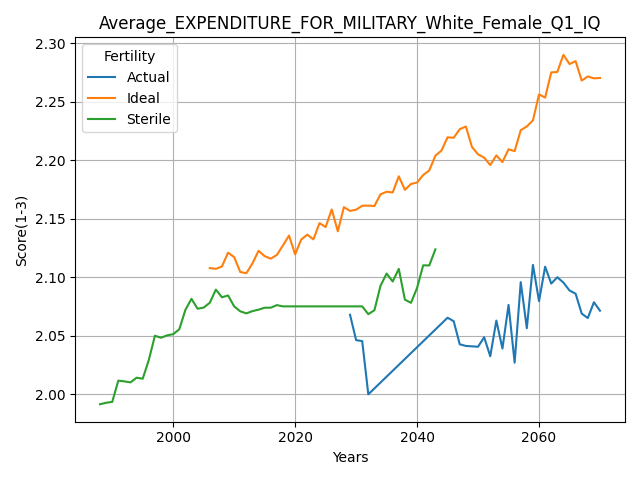 Average_EXPENDITURE_FOR_MILITARY_White_Female_Q1_IQ
Fertility
Actual
Ideal
Sterile
Score(1-3)
2.30
2.25
2.20
2.15
2.10
2.05
2.00
2000
2020
2040
2060
Years